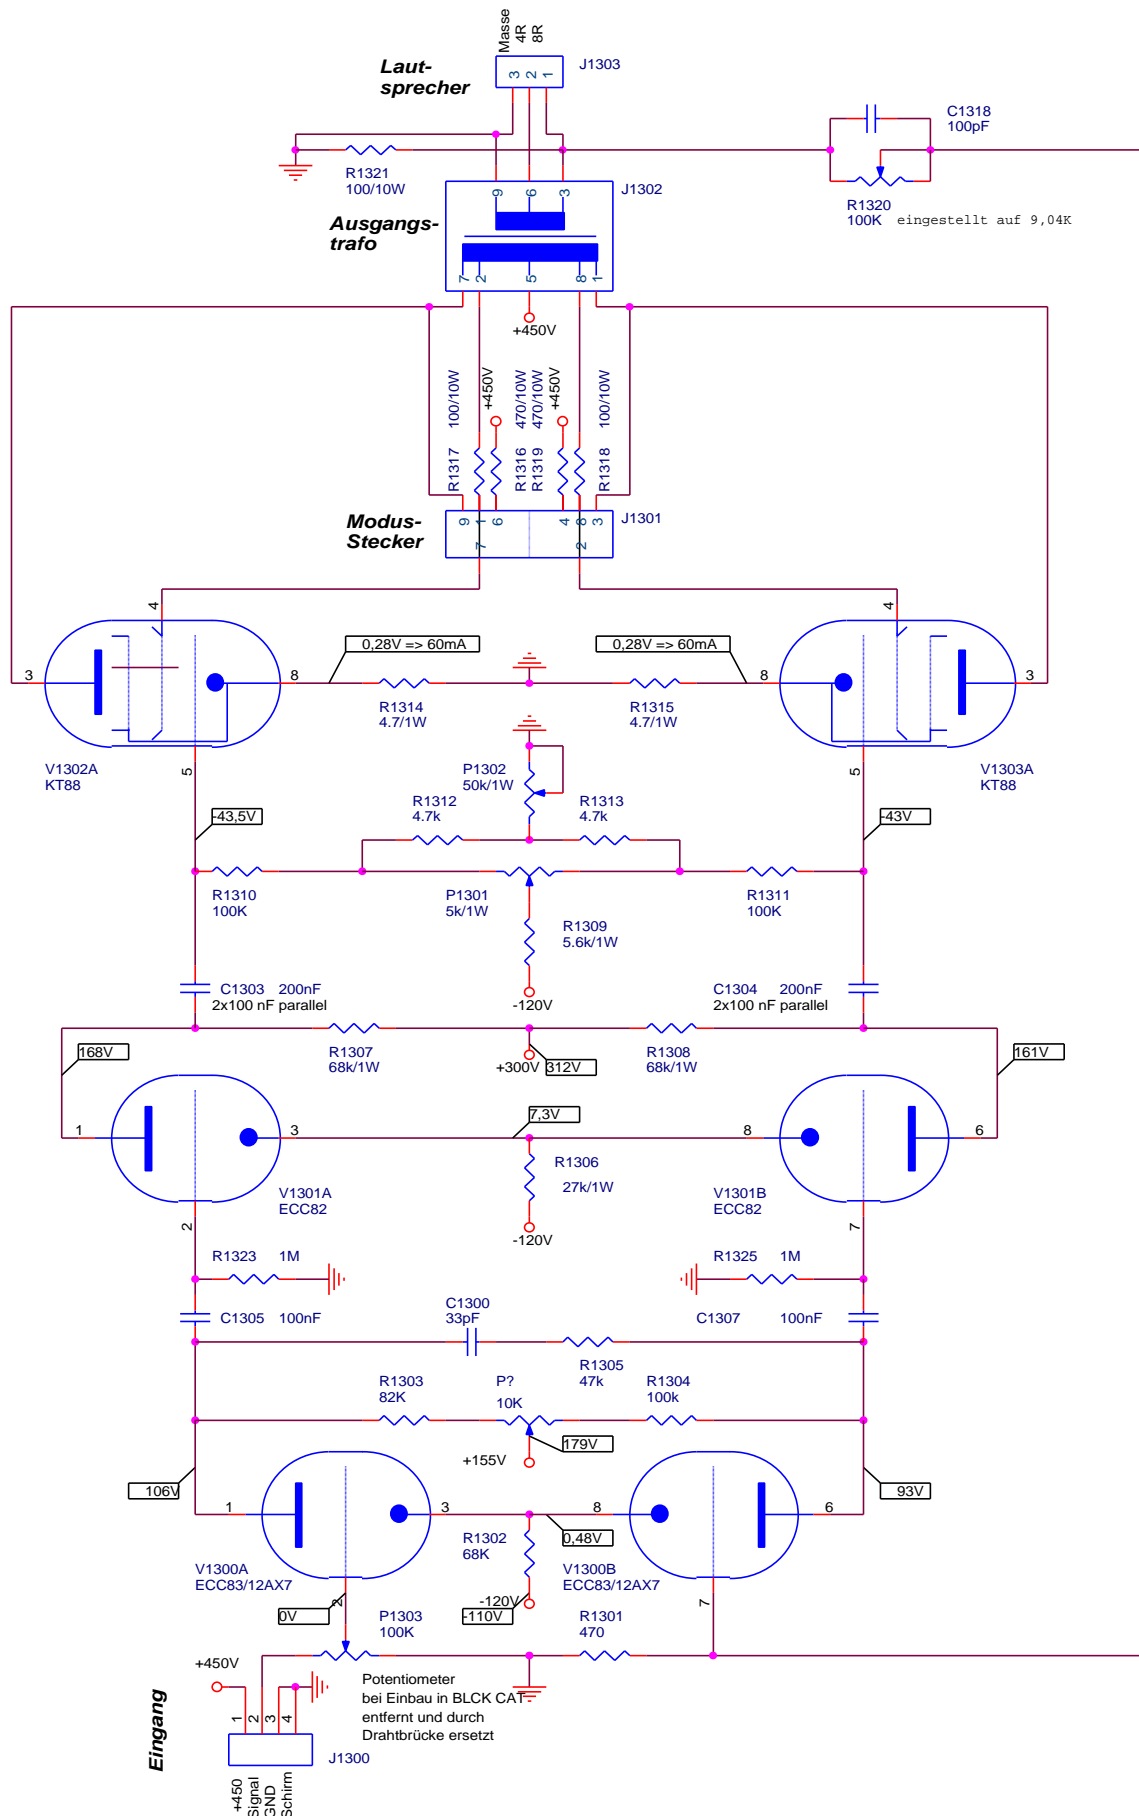 Masse
4R
8R
Laut-
sprecher
3 2 1
J1303
C1318
100pF
R1321
100/10W
R1320
100K eingestellt auf 9,04K
J1302
9 6 3
Ausgangs-
trafo
7 2 5 8 1
+450V
100/10W
+450V
470/10W
470/10W
+450V
100/10W
R1317
R1316
R1319
R1318
Modus-
Stecker
9 1 6 4 8 3
7 2
J1301
4
4
0,28V => 60mA
0,28V => 60mA
3
8
8
3
R1314
4.7/1W
R1315
4.7/1W
V1302A
KT88
5
P1302
50k/1W
5
V1303A
KT88
R1312
4.7k
R1313
4.7k
-43,5V
-43V
R1310
100K
P1301
5k/1W
R1311
100K
R1309
5.6k/1W
C1303 200nF
2x100 nF parallel
-120V
C1304 200nF
2x100 nF parallel
168V
R1307
68k/1W
+300V
312V
R1308
68k/1W
161V
7,3V
1
3
8
6
R1306
27k/1W
V1301A
ECC82
V1301B
ECC82
2
7
-120V
R1323 1M
R1325 1M
C1305 100nF
C1300
33pF
C1307 100nF
R1305
47k
R1303
82K
P?
10K
R1304
100k
179V
+155V
106V
93V
1
3
8
6
R1302
68K
0,48V
V1300A
ECC83/12AX7
V1300B
ECC83/12AX7
-120V
-110V
0V
2
P1303
100K
R1301
470
7
+450V
Potentiometer
bei Einbau in BLCK CAT
entfernt und durch
Drahtbrücke ersetzt
Eingang
1 2 3 4
J1300
+450
Signal
GND
Schirm